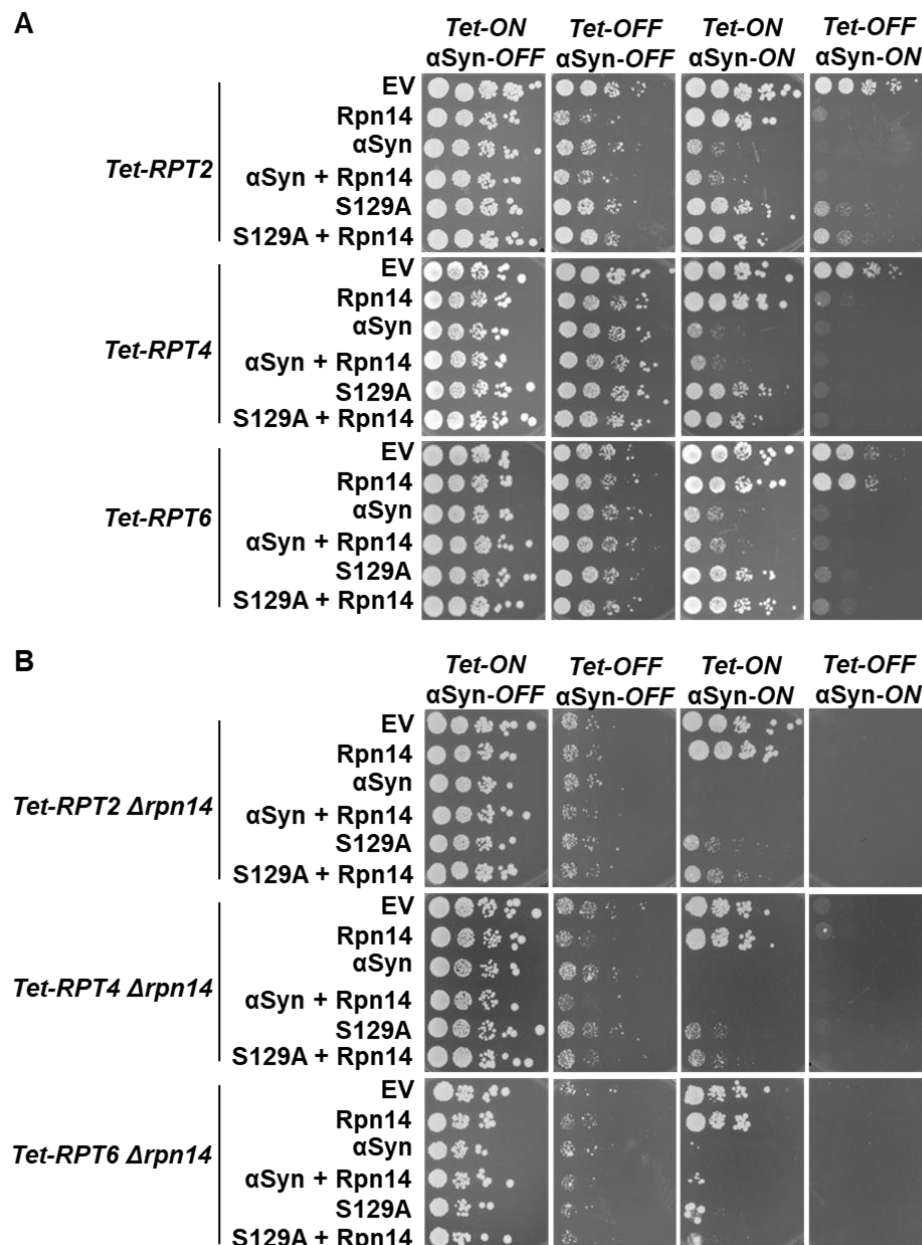 A
Tet-ON Tet-OFF Tet-ON Tet-OFF
αSyn-OFF αSyn-OFF αSyn-ON αSyn-ON
Tet-RPT2
EV
Rpn14
αSyn
αSyn + Rpn14
S129A
S129A + Rpn14
Tet-RPT4
EV
Rpn14
αSyn
αSyn + Rpn14
S129A
S129A + Rpn14
Tet-RPT6
EV
Rpn14
αSyn
αSyn + Rpn14
S129A
S129A + Rpn14
B
Tet-ON Tet-OFF Tet-ON Tet-OFF
αSyn-OFF αSyn-OFF αSyn-ON αSyn-ON
Tet-RPT2 Δrpn14
EV
Rpn14
αSyn
αSyn + Rpn14
S129A
S129A + Rpn14
Tet-RPT4 Δrpn14
EV
Rpn14
αSyn
αSyn + Rpn14
S129A
S129A + Rpn14
Tet-RPT6 Δrpn14
EV
Rpn14
αSyn
αSyn + Rpn14
S129A
S129A + Rpn14